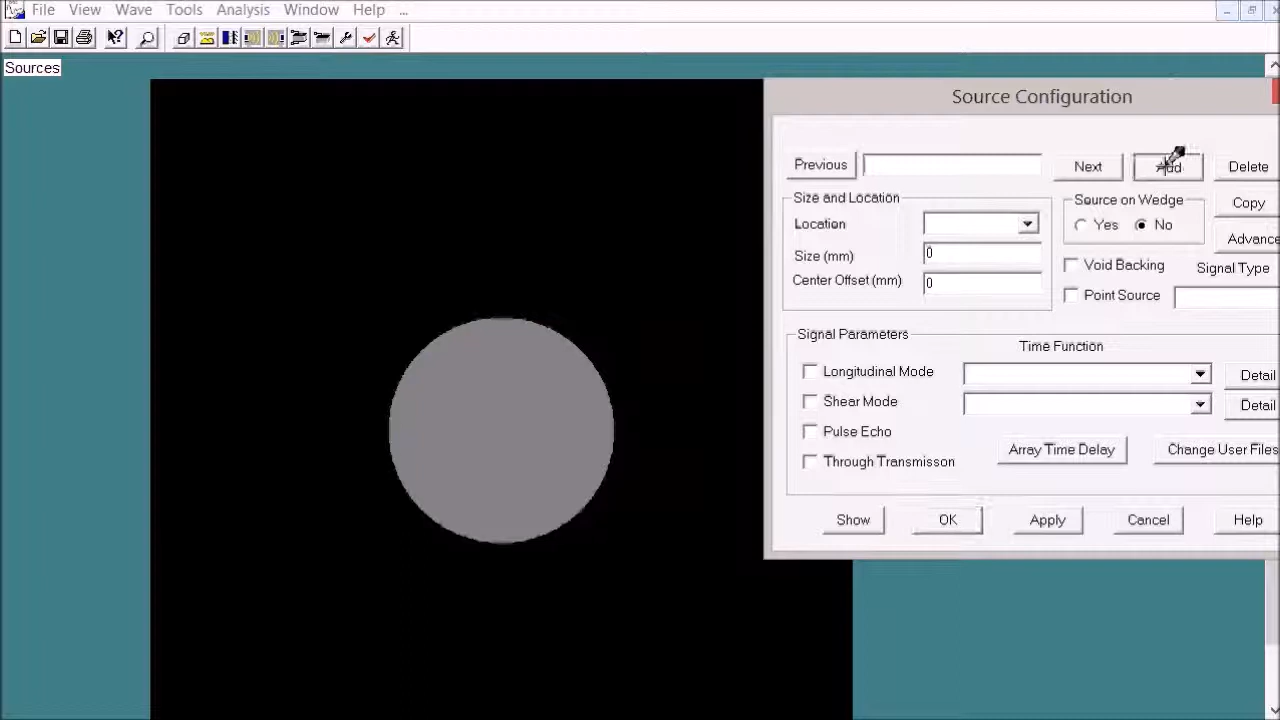 File View Wave Tools Analysis Window Help ...
Sources
Source Configuration
Previous Next Add Delete
Size and Location Source on Wedge Copy
Location Yes No
Advance
Size (mm) 0 Void Backing Signal Type
Center Offset (mm) 0 Point Source
Signal Parameters
Time Function
Longitudinal Mode Detail
Shear Mode Detail
Pulse Echo
Array Time Delay Change User Files
Through Transmisson
Show OK Apply Cancel Help